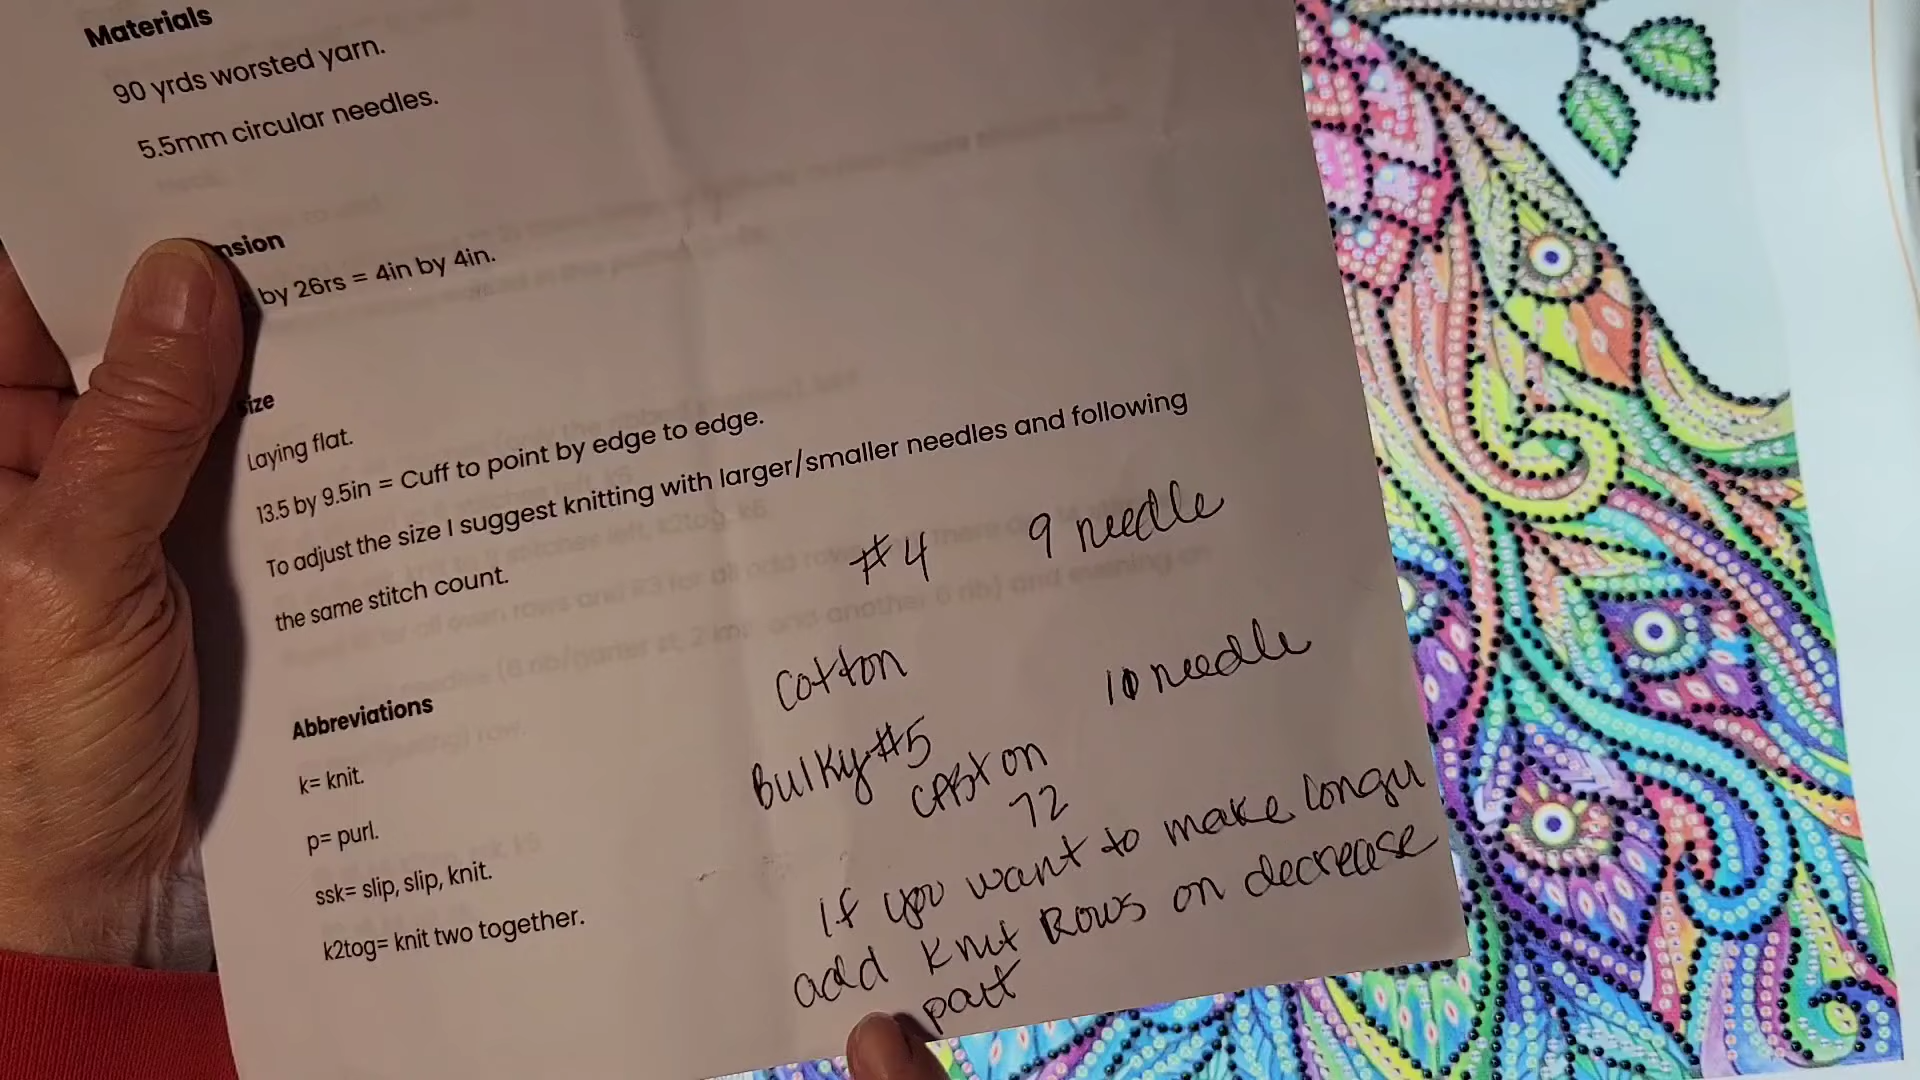 Materials
90 yrds worsted yarn.
5.5mm circular needles.
nsion
by 26rs = 4in by 4in.
Size
Laying flat.
13.5 by 9.5in = Cuff to point by edge to edge.
To adjust the size I suggest knitting with larger/smaller needles and following
the same stitch count.
#4 9 needle
Cotton
Bulky #5 10 needle
CAST on
72
Abbreviations
k= knit.
p= purl.
ssk= slip, slip, knit.
k2tog= knit two together.
if you want to make longer
add knit Rows on decrease
part